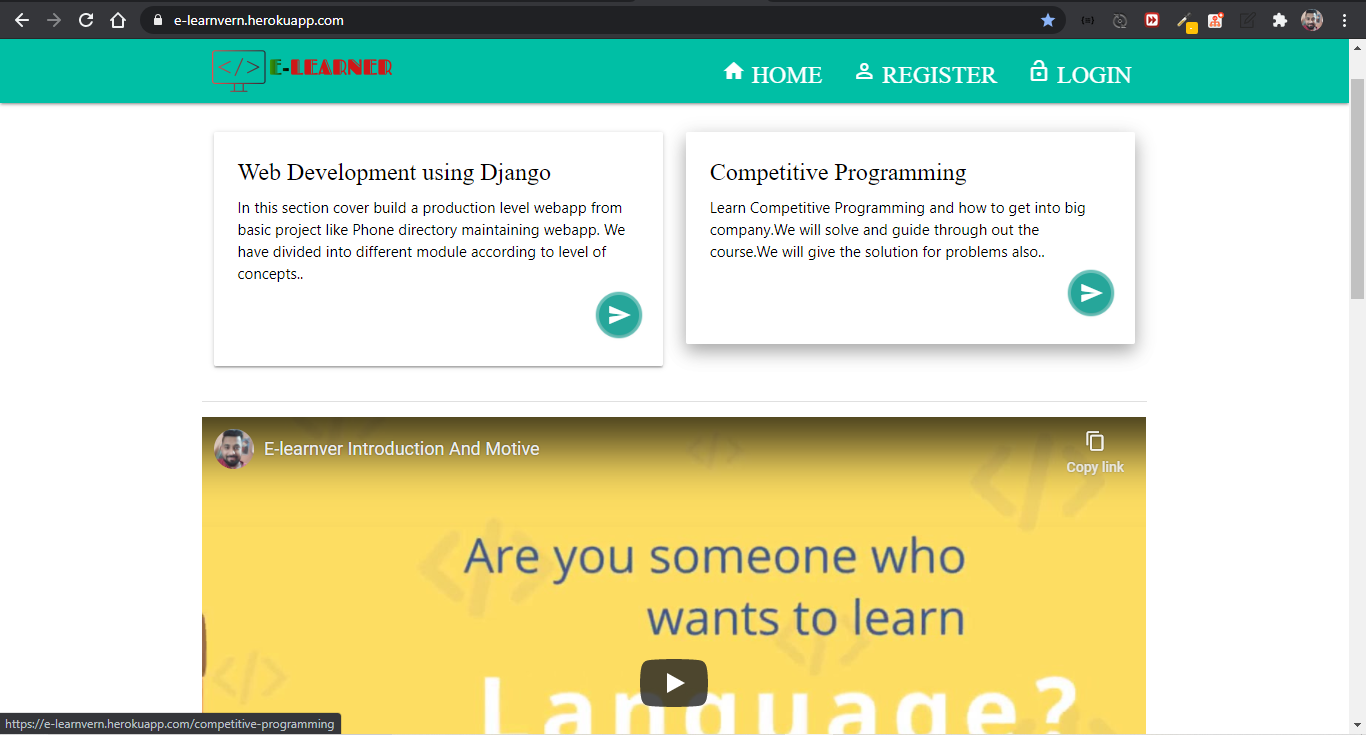 e-learnvern.herokuapp.com
</> E-LEARNER
HOME REGISTER LOGIN
Web Development using Django
In this section cover build a production level webapp from
basic project like Phone directory maintaining webapp. We
have divided into different module according to level of
concepts..
Competitive Programming
Learn Competitive Programming and how to get into big
company.We will solve and guide through out the
course.We will give the solution for problems also..
E-learnver Introduction And Motive
Copy link
Are you someone who
wants to learn
Language?
https://e-learnvern.herokuapp.com/competitive-programming